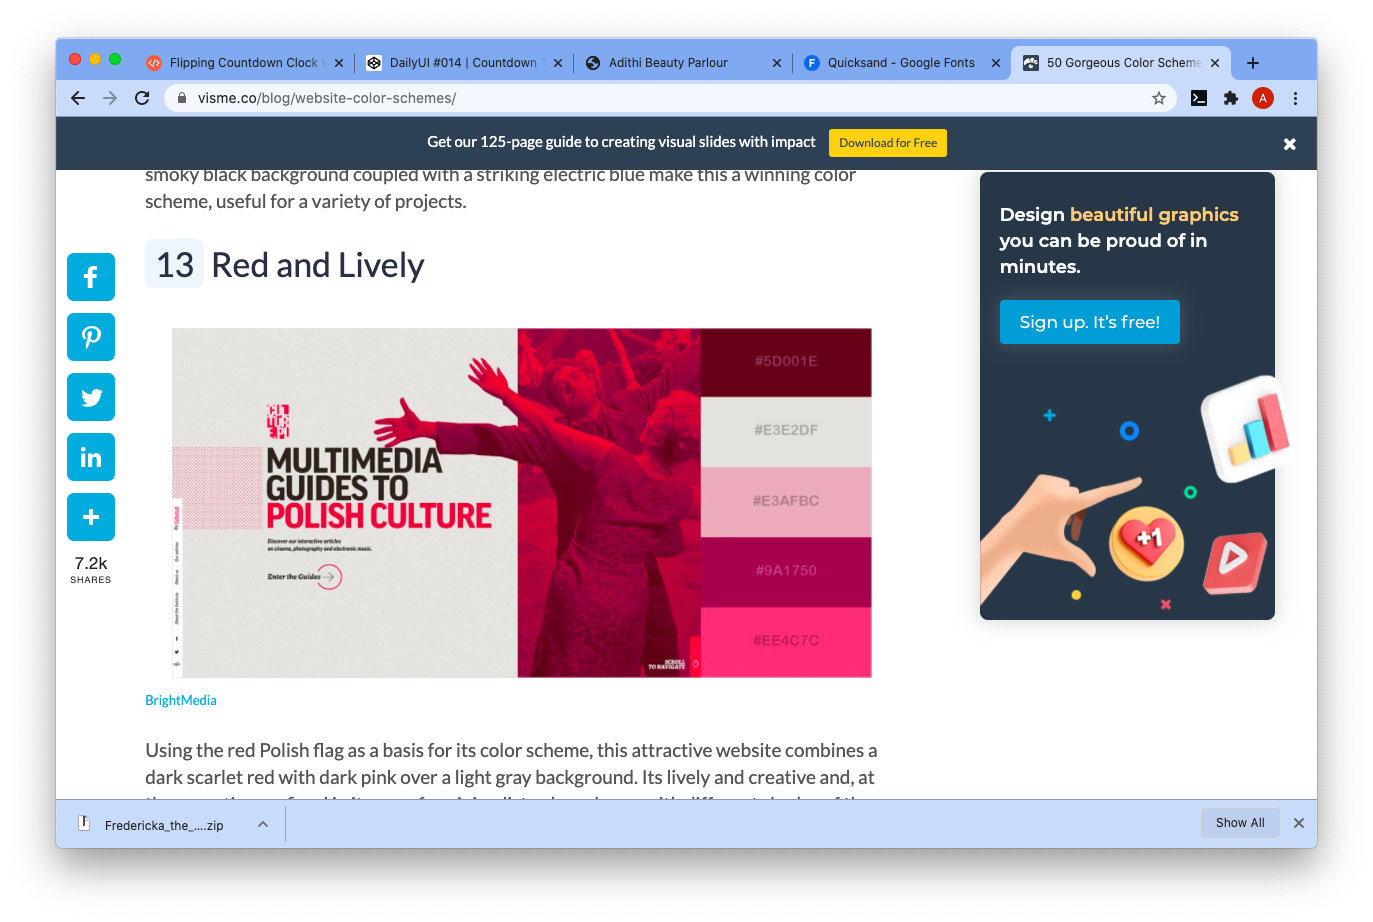 Flipping Countdown Clock
DailyUI #014 | Countdown
Adithi Beauty Parlour
Quicksand - Google Fonts
50 Gorgeous Color Scheme
visme.co/blog/website-color-schemes/
A
Get our 125-page guide to creating visual slides with impact
Download for Free
smoky black background coupled with a striking electric blue make this a winning color
scheme, useful for a variety of projects.
13 Red and Lively
7.2k
SHARES
CULTURE.PL
MULTIMEDIA
GUIDES TO
POLISH CULTURE
Discover our interactive articles
on cinema, photography and electronic music.
Enter the Guides
SCROLL
TO NAVIGATE
0
#5D001E
#E3E2DF
#E3AFBC
#9A1750
#EE4C7C
BrightMedia
Using the red Polish flag as a basis for its color scheme, this attractive website combines a
dark scarlet red with dark pink over a light gray background. Its lively and creative and, at
Design beautiful graphics
you can be proud of in
minutes.
Sign up. It's free!
+1
Fredericka_the_....zip
Show All